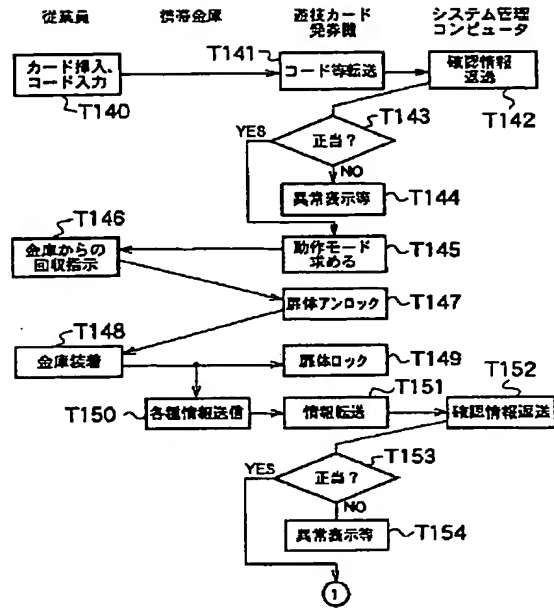 従業員 携帯金庫 遊技カード 発券機 システム管理 コンピュータ
カード挿入、
コード入力
T140
T141
コード等転送
確認情報
返送
T142
T143
正当?
YES
NO
異常表示等
T144
T146
金庫からの
回収指示
動作モード
求める
T145
扉体アンロック
T147
T148
金庫装着
扉体ロック
T149
T150
各種情報送信
T151
情報転送
T152
確認情報返送
T153
正当?
YES
NO
異常表示等
T154
1